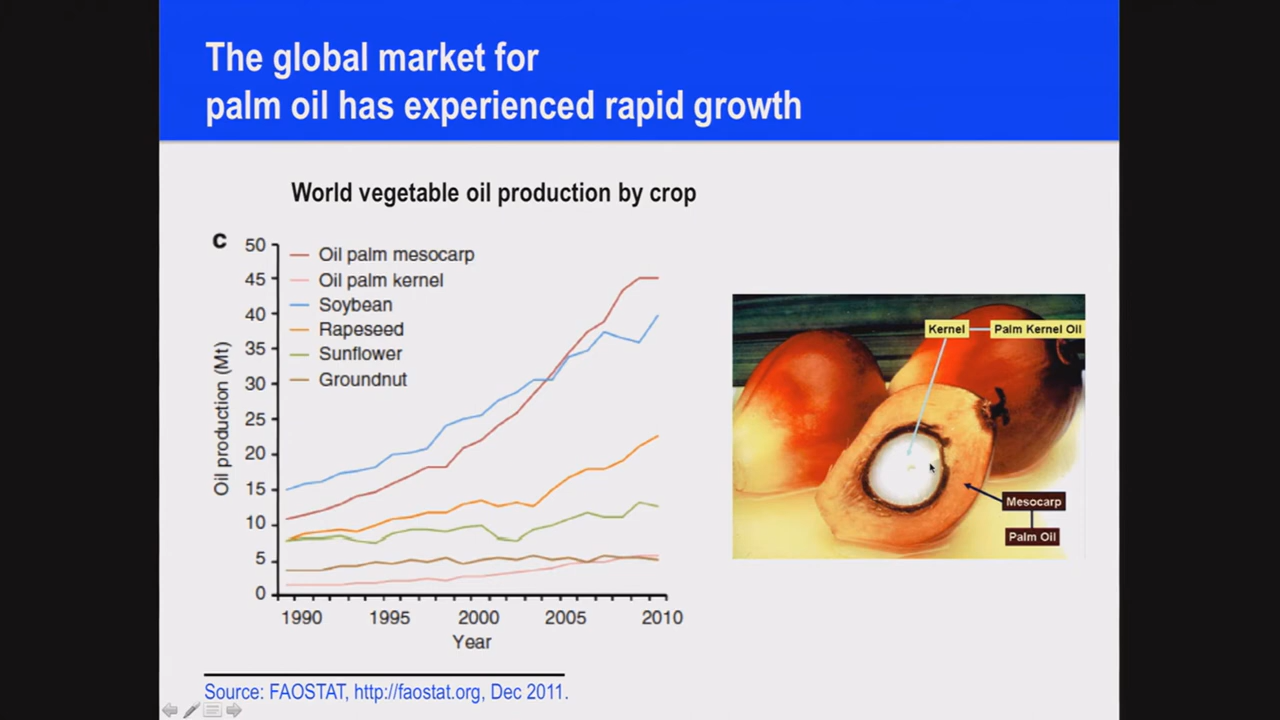 The global market for
palm oil has experienced rapid growth
World vegetable oil production by crop
c
50
45
40
35
30
25
20
15
10
5
0
Oil production (Mt)
Oil palm mesocarp
Oil palm kernel
Soybean
Rapeseed
Sunflower
Groundnut
1990 1995 2000 2005 2010
Year
Kernel Palm Kernel Oil
Mesocarp
Palm Oil
Source: FAOSTAT, http://faostat.org, Dec 2011.